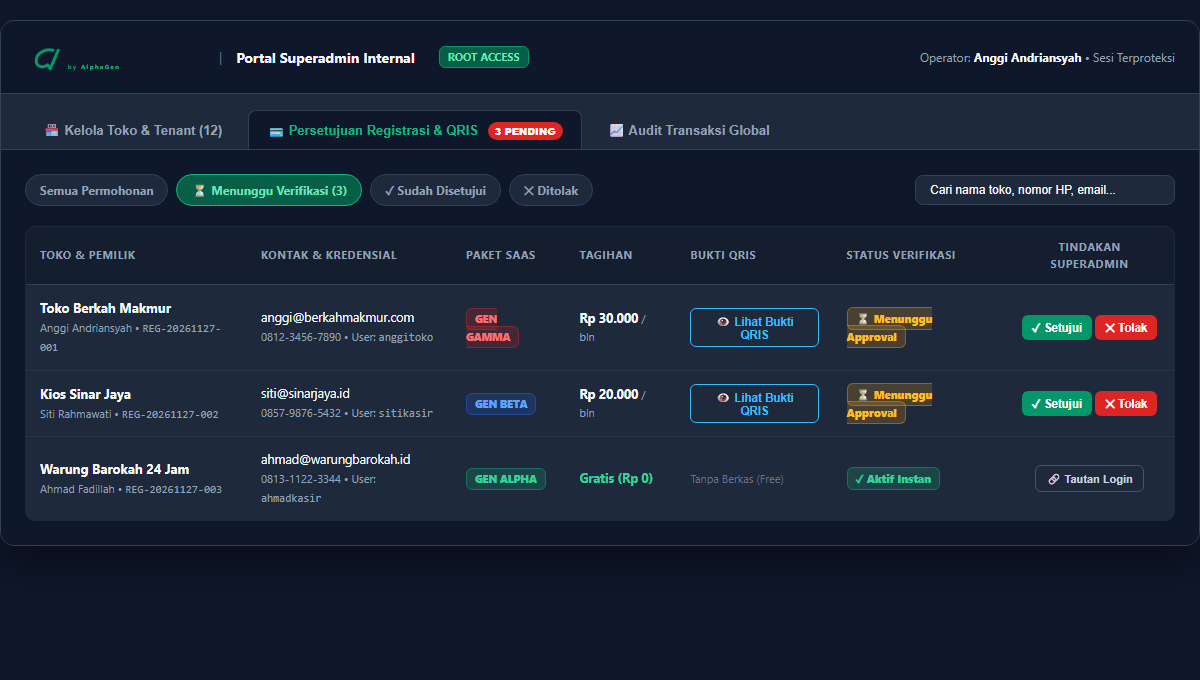 by AlphaGen | Portal Superadmin Internal ROOT ACCESS Operator: Anggi Andriansyah • Sesi Terproteksi
Kelola Toko & Tenant (12) Persetujuan Registrasi & QRIS 3 PENDING Audit Transaksi Global
Semua Permohonan ⏳ Menunggu Verifikasi (3) ✓ Sudah Disetujui ✕ Ditolak Cari nama toko, nomor HP, email...
TOKO & PEMILIK KONTAK & KREDENSIAL PAKET SAAS TAGIHAN BUKTI QRIS STATUS VERIFIKASI TINDAKAN
SUPERADMIN
Toko Berkah Makmur
Anggi Andriansyah • REG-20261127-
001
anggi@berkahmakmur.com
0812-3456-7890 • User: anggitoko
GEN
GAMMA
Rp 30.000 /
bln
Lihat Bukti
QRIS
⏳ Menunggu
Approval
✓ Setujui ✕ Tolak
Kios Sinar Jaya
Siti Rahmawati • REG-20261127-002
siti@sinarjaya.id
0857-9876-5432 • User: sitikasir
GEN BETA
Rp 20.000 /
bln
Lihat Bukti
QRIS
⏳ Menunggu
Approval
✓ Setujui ✕ Tolak
Warung Barokah 24 Jam
Ahmad Fadillah • REG-20261127-003
ahmad@warungbarokah.id
0813-1122-3344 • User:
ahmadkasir
GEN ALPHA
Gratis (Rp 0)
Tanpa Berkas (Free)
✓ Aktif Instan
Tautan Login